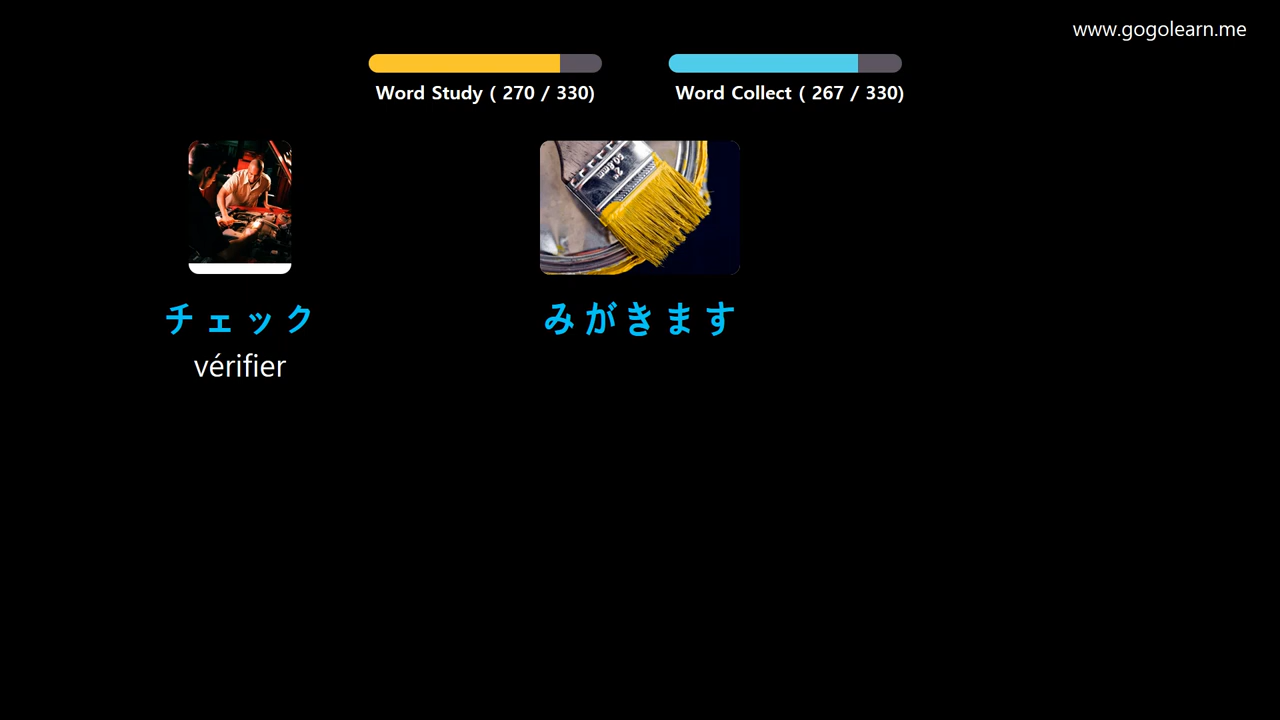 www.gogolearn.me
Word Study ( 270 / 330)
Word Collect ( 267 / 330)
チェック
みがきます
vérifier